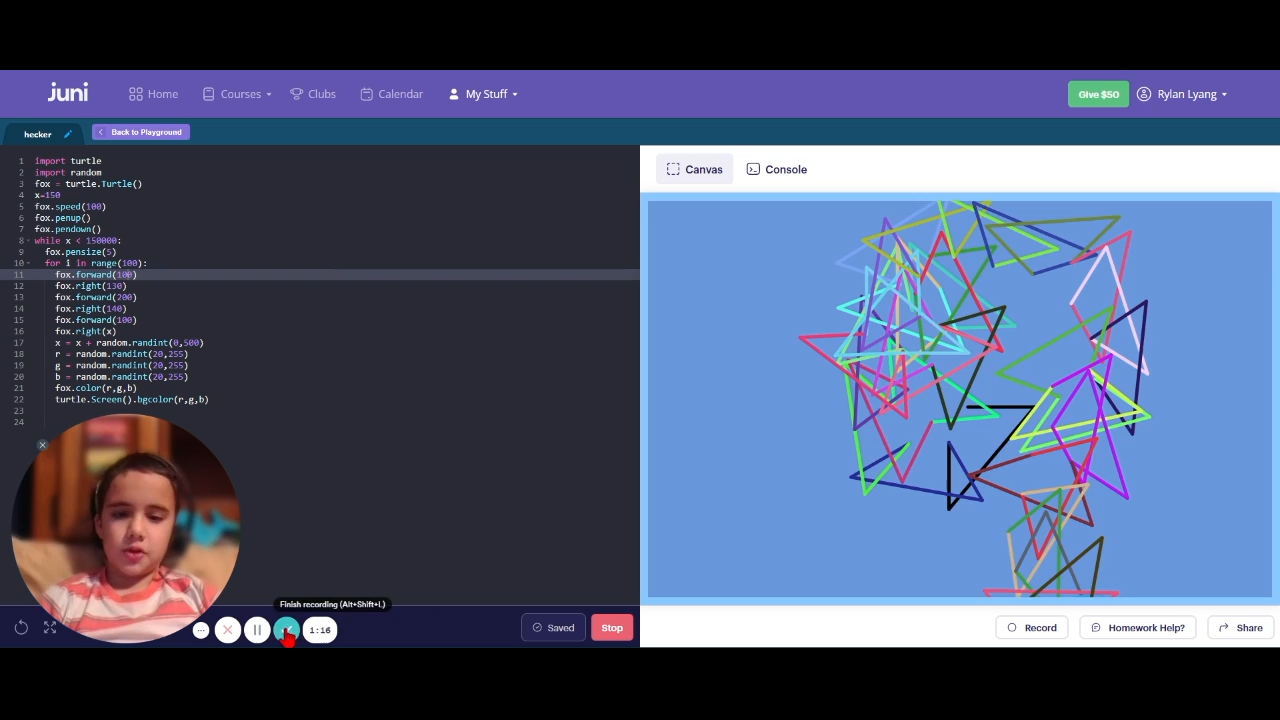 juni Home Courses Clubs Calendar My Stuff Give $50 Rylan Lyang
hecker Back to Playground
Canvas Console
1 import turtle
2 import random
3 fox = turtle.Turtle()
4 x=150
5 fox.speed(100)
6 fox.penup()
7 fox.pendown()
8 while x < 150000:
9 fox.pensize(5)
10 for i in range(100):
11 fox.forward(100)
12 fox.right(130)
13 fox.forward(200)
14 fox.right(140)
15 fox.forward(100)
16 fox.right(x)
17 x = x + random.randint(0,500)
18 r = random.randint(20,255)
19 g = random.randint(20,255)
20 b = random.randint(20,255)
21 fox.color(r,g,b)
22 turtle.Screen().bgcolor(r,g,b)
23
24
Finish recording (Alt+Shift+L)
1:16 Saved Stop Record Homework Help? Share